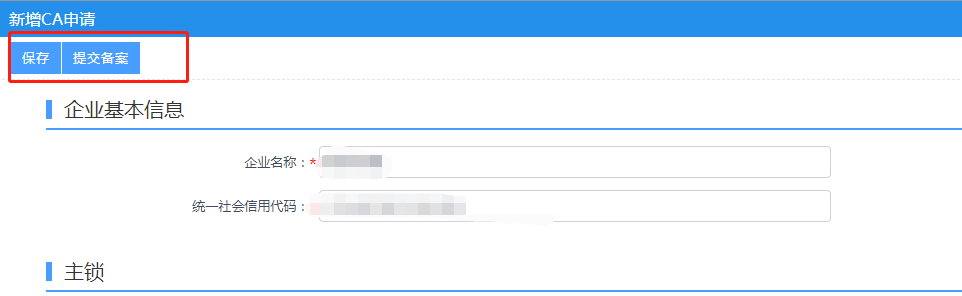 新增CA申请
保存 提交备案
企业基本信息
企业名称：*
统一社会信用代码：
主锁